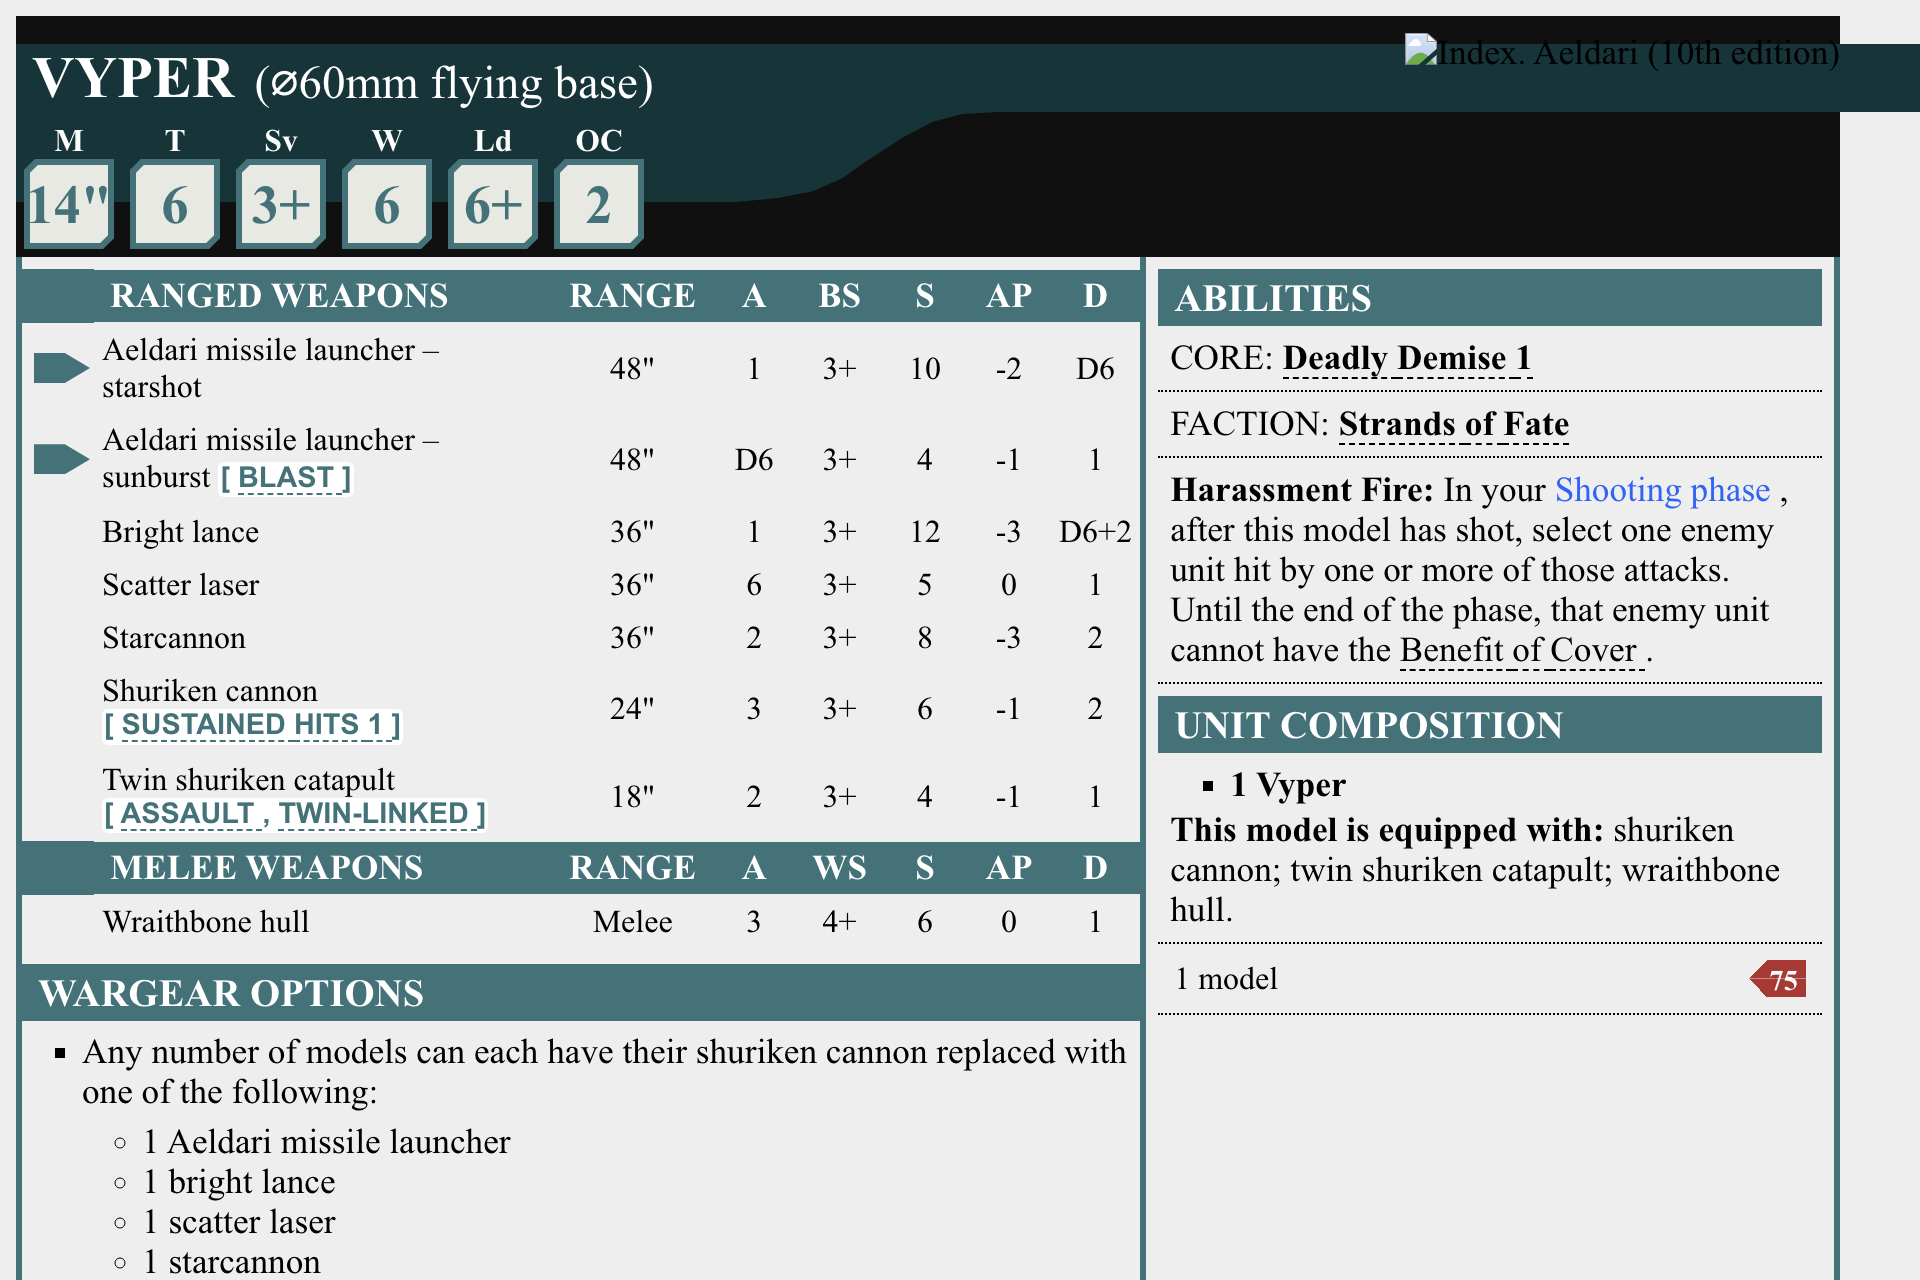 Index. Aeldari (10th edition)
VYPER (⌀60mm flying base)
M T Sv W Ld OC
14" 6 3+ 6 6+ 2
RANGED WEAPONS RANGE A BS S AP D
Aeldari missile launcher –
starshot 48" 1 3+ 10 -2 D6
Aeldari missile launcher –
sunburst [ BLAST ] 48" D6 3+ 4 -1 1
Bright lance 36" 1 3+ 12 -3 D6+2
Scatter laser 36" 6 3+ 5 0 1
Starcannon 36" 2 3+ 8 -3 2
Shuriken cannon
[ SUSTAINED HITS 1 ] 24" 3 3+ 6 -1 2
Twin shuriken catapult
[ ASSAULT , TWIN-LINKED ] 18" 2 3+ 4 -1 1
MELEE WEAPONS RANGE A WS S AP D
Wraithbone hull Melee 3 4+ 6 0 1
WARGEAR OPTIONS
▪ Any number of models can each have their shuriken cannon replaced with
one of the following:
◦ 1 Aeldari missile launcher
◦ 1 bright lance
◦ 1 scatter laser
◦ 1 starcannon
ABILITIES
CORE: Deadly Demise 1
FACTION: Strands of Fate
Harassment Fire: In your Shooting phase ,
after this model has shot, select one enemy
unit hit by one or more of those attacks.
Until the end of the phase, that enemy unit
cannot have the Benefit of Cover .
UNIT COMPOSITION
▪ 1 Vyper
This model is equipped with: shuriken
cannon; twin shuriken catapult; wraithbone
hull.
1 model 75